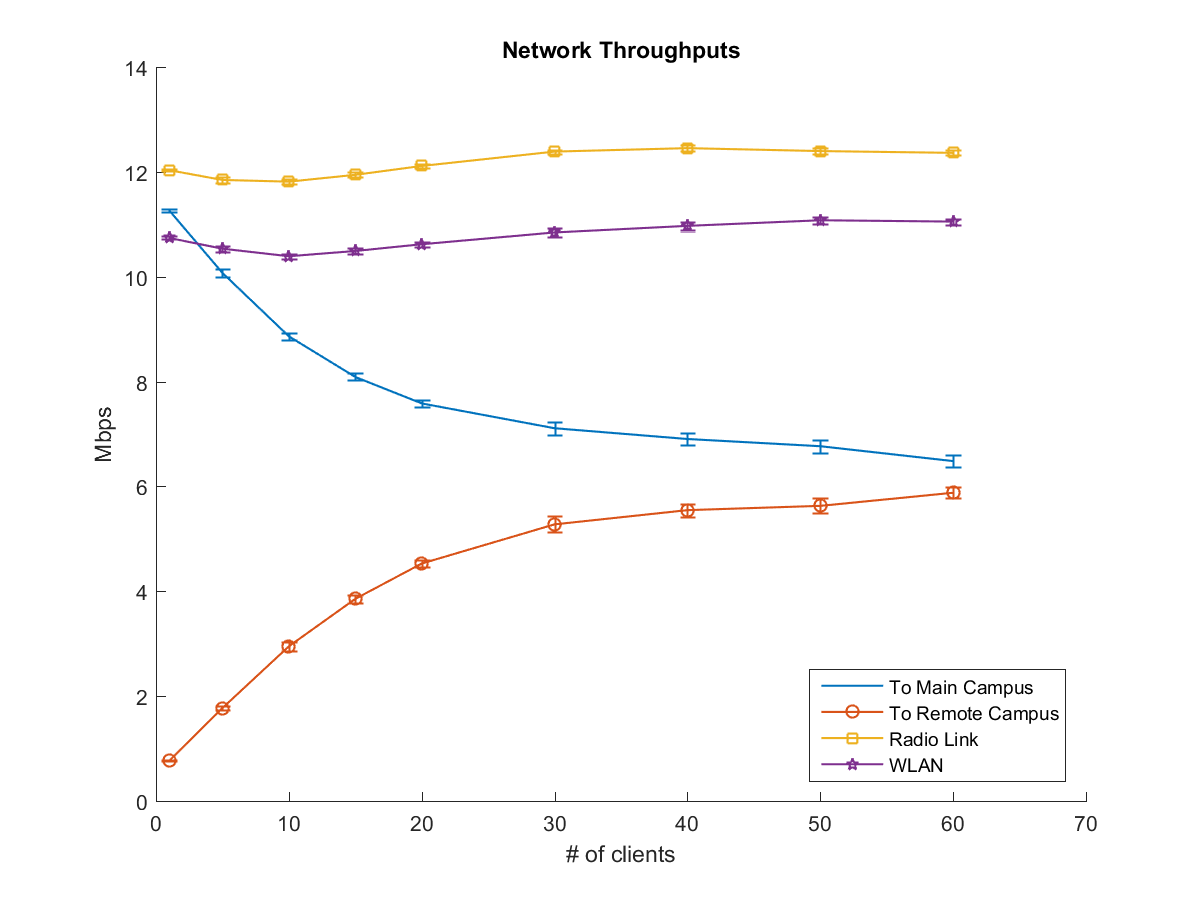 Network Throughputs
14
12
10
8
6
4
2
0
Mbps
0 10 20 30 40 50 60 70
# of clients
To Main Campus
To Remote Campus
Radio Link
WLAN